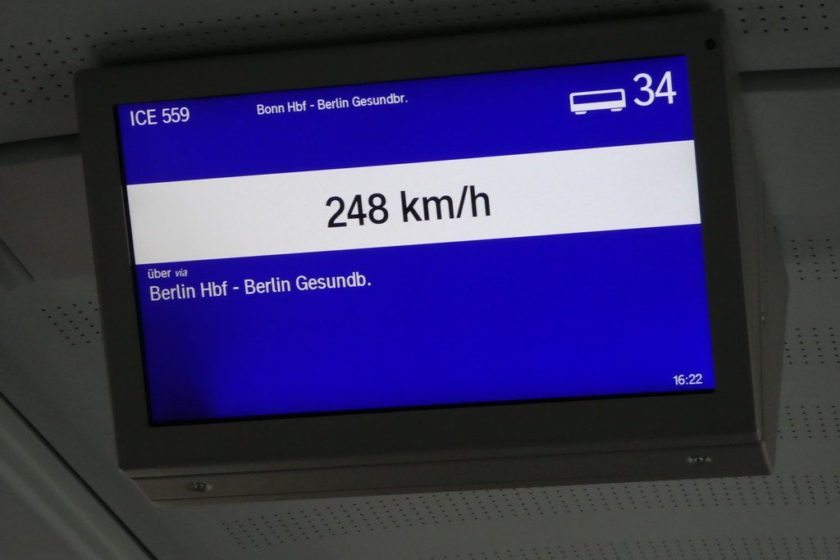 ICE 559
Bonn Hbf - Berlin Gesundbr.
34
248 km/h
über via
Berlin Hbf - Berlin Gesundb.
16:22